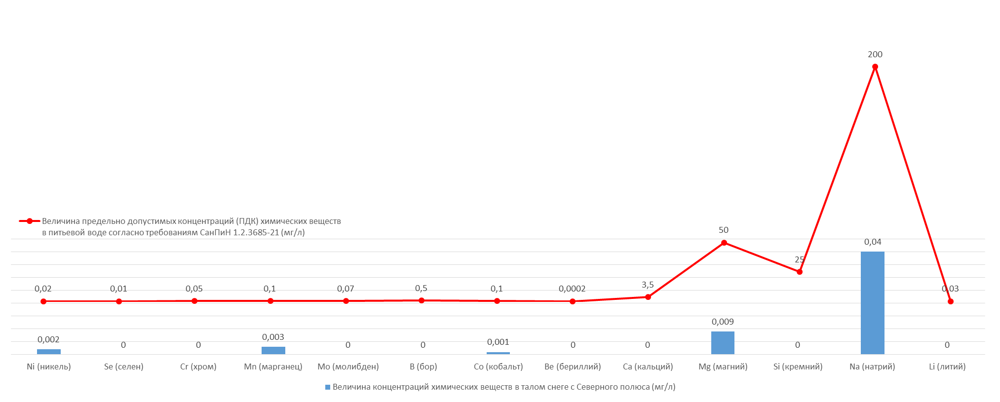 200
Величина предельно допустимых концентраций (ПДК) химических веществ
в питьевой воде согласно требованиям СанПиН 1.2.3685-21 (мг/л)
50
0,04
25
0,02 0,01 0,05 0,1 0,07 0,5 0,1 0,0002 3,5 0,03
0,002 0 0 0,003 0 0 0,001 0 0 0,009 0 0
Ni (никель) Se (селен) Cr (хром) Mn (марганец) Mo (молибден) B (бор) Co (кобальт) Be (бериллий) Ca (кальций) Mg (магний) Si (кремний) Na (натрий) Li (литий)
Величина концентраций химических веществ в талом снеге с Северного полюса (мг/л)